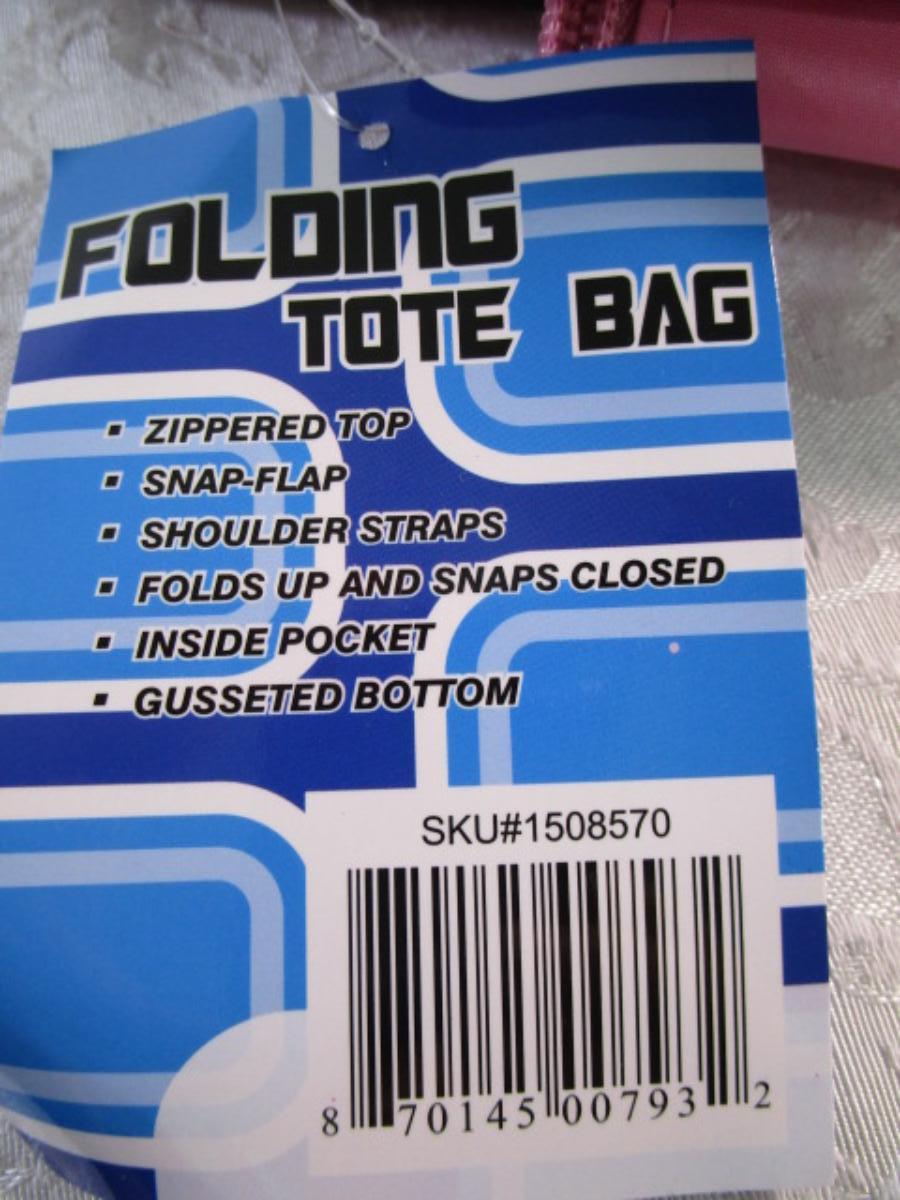 FOLDING
TOTE BAG
▪ ZIPPERED TOP
▪ SNAP-FLAP
▪ SHOULDER STRAPS
▪ FOLDS UP AND SNAPS CLOSED
▪ INSIDE POCKET
▪ GUSSETED BOTTOM
SKU#1508570
8 70145 00793 2